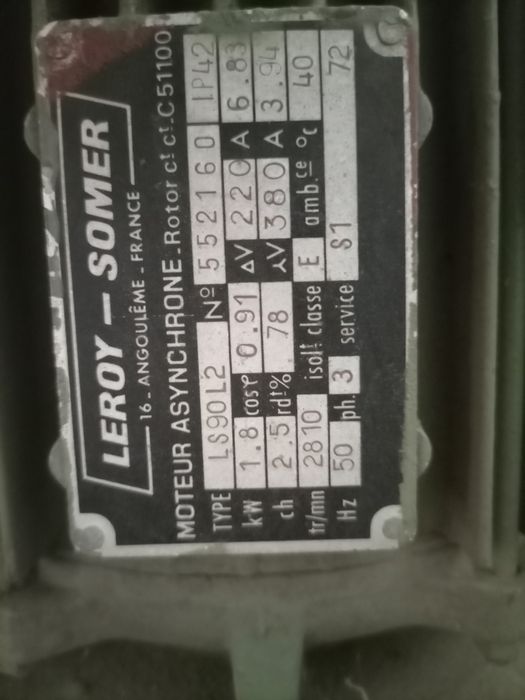 LEROY – SOMER
16 - ANGOULÊME - FRANCE
MOTEUR ASYNCHRONE - Rotor ct ct - C 51100
TYPE LS90L2 No 552160 IP42
kW 1.8 cosφ 0.91 ΔV 220 A 6.83
ch 2.5 rdt% 78 ⅄V 380 A 3.94
tr/mn 2810 isolt classe E amb.ce °C 40
Hz 50 ph. 3 service S1 72